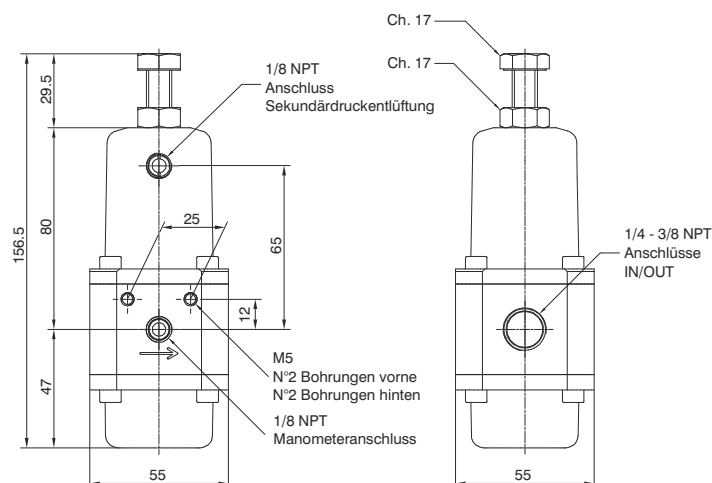 Ch. 17
Ch. 17
1/8 NPT
Anschluss
Sekundärdruckentlüftung
29.5
80
156.5
47
25
65
12
1/4 - 3/8 NPT
Anschlüsse
IN/OUT
M5
N°2 Bohrungen vorne
N°2 Bohrungen hinten
1/8 NPT
Manometeranschluss
55
55